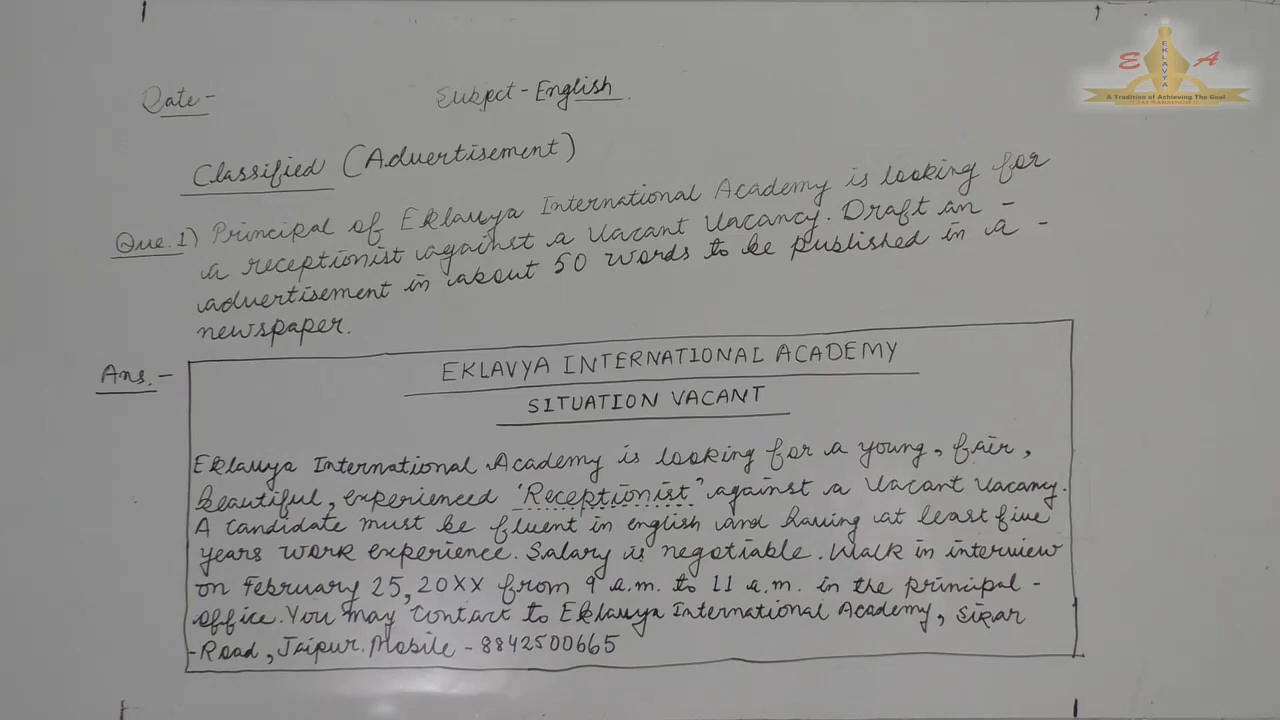 E EKLAVYA A
A Tradition of Achieving The Goal
Date - Subject - English
Classified (Advertisement)
Que. 1) Principal of Eklavya International Academy is looking for
a receptionist against a vacant vacancy. Draft an -
advertisement in about 50 words to be published in a -
newspaper.
Ans. - EKLAVYA INTERNATIONAL ACADEMY
SITUATION VACANT
Eklavya International Academy is looking for a young, fair,
beautiful, experienced 'Receptionist' against a vacant vacancy.
A candidate must be fluent in english and having at least five
years work experience. Salary is negotiable. Walk in interview
on February 25, 20XX from 9 a.m. to 11 a.m. in the principal -
office. You may contact to Eklavya International Academy, Sikar
- Road, Jaipur. Mobile - 8842500665